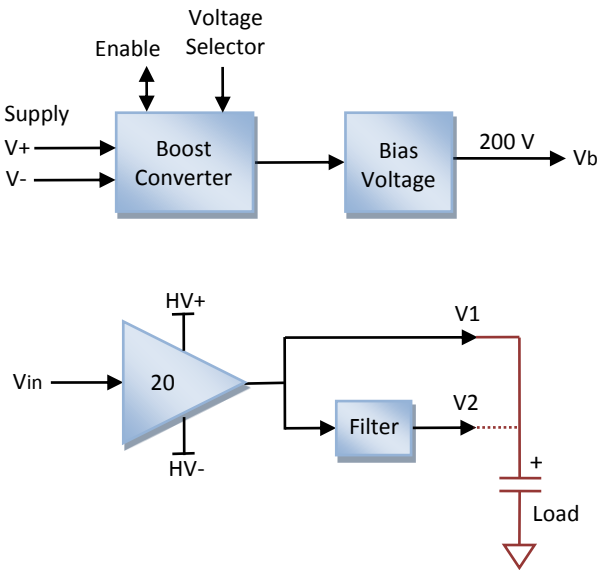 Voltage
Selector
Enable
Supply
V+
V-
Boost
Converter
Bias
Voltage
200 V
Vb
HV+
Vin
20
HV-
V1
V2
Filter
+
Load